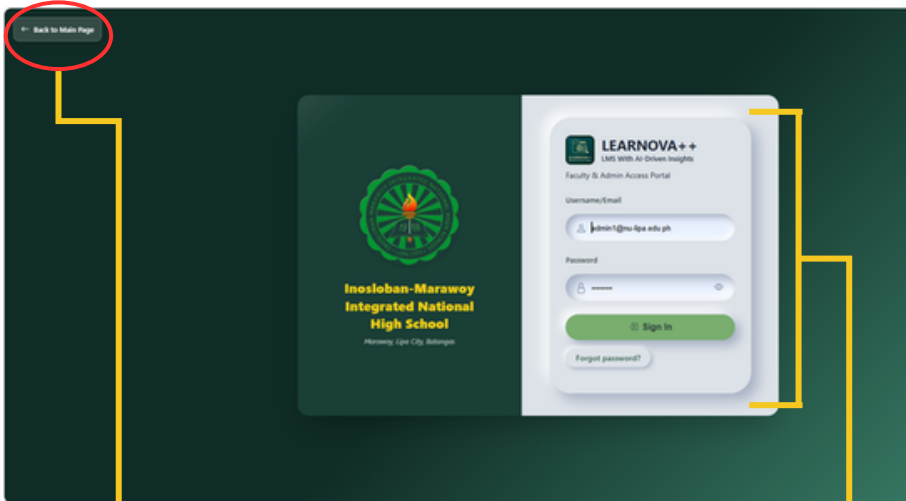 ← Back to Main Page
Inosloban-Marawoy
Integrated National
High School
Marawoy, Lipa City, Batangas
LEARNOVA++
LMS With AI-Driven Insights
Faculty & Admin Access Portal
Username/Email
admin1@nu-lipa.edu.ph
Password
Sign In
Forgot password?